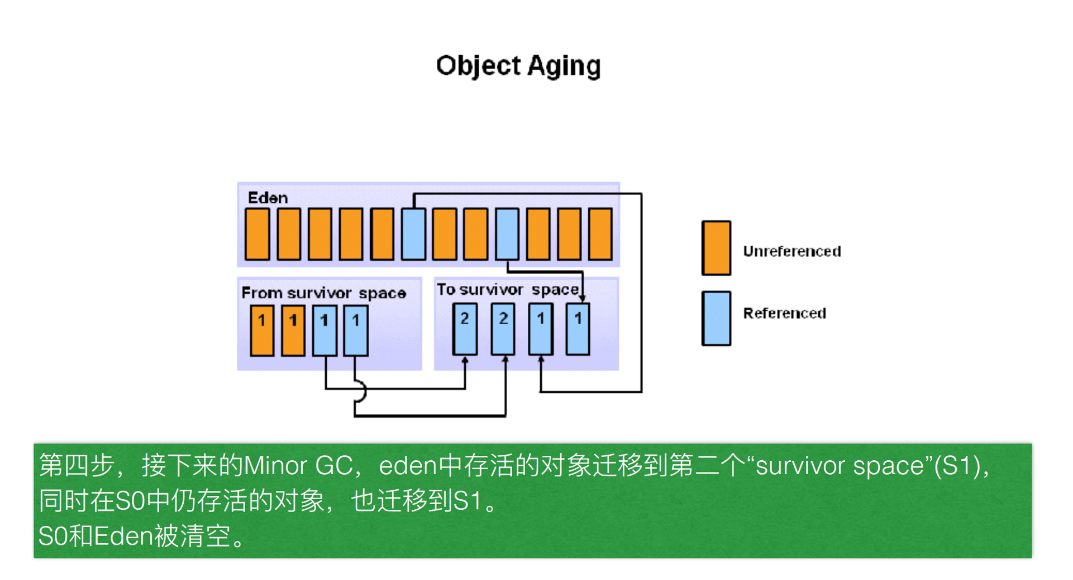 Object Aging
Eden
Unreferenced
From survivor space
To survivor space
1 1 1 1
2 2 1 1
Referenced
第四步，接下来的Minor GC，eden中存活的对象迁移到第二个“survivor space”(S1)，
同时在S0中仍存活的对象，也迁移到S1。
S0和Eden被清空。